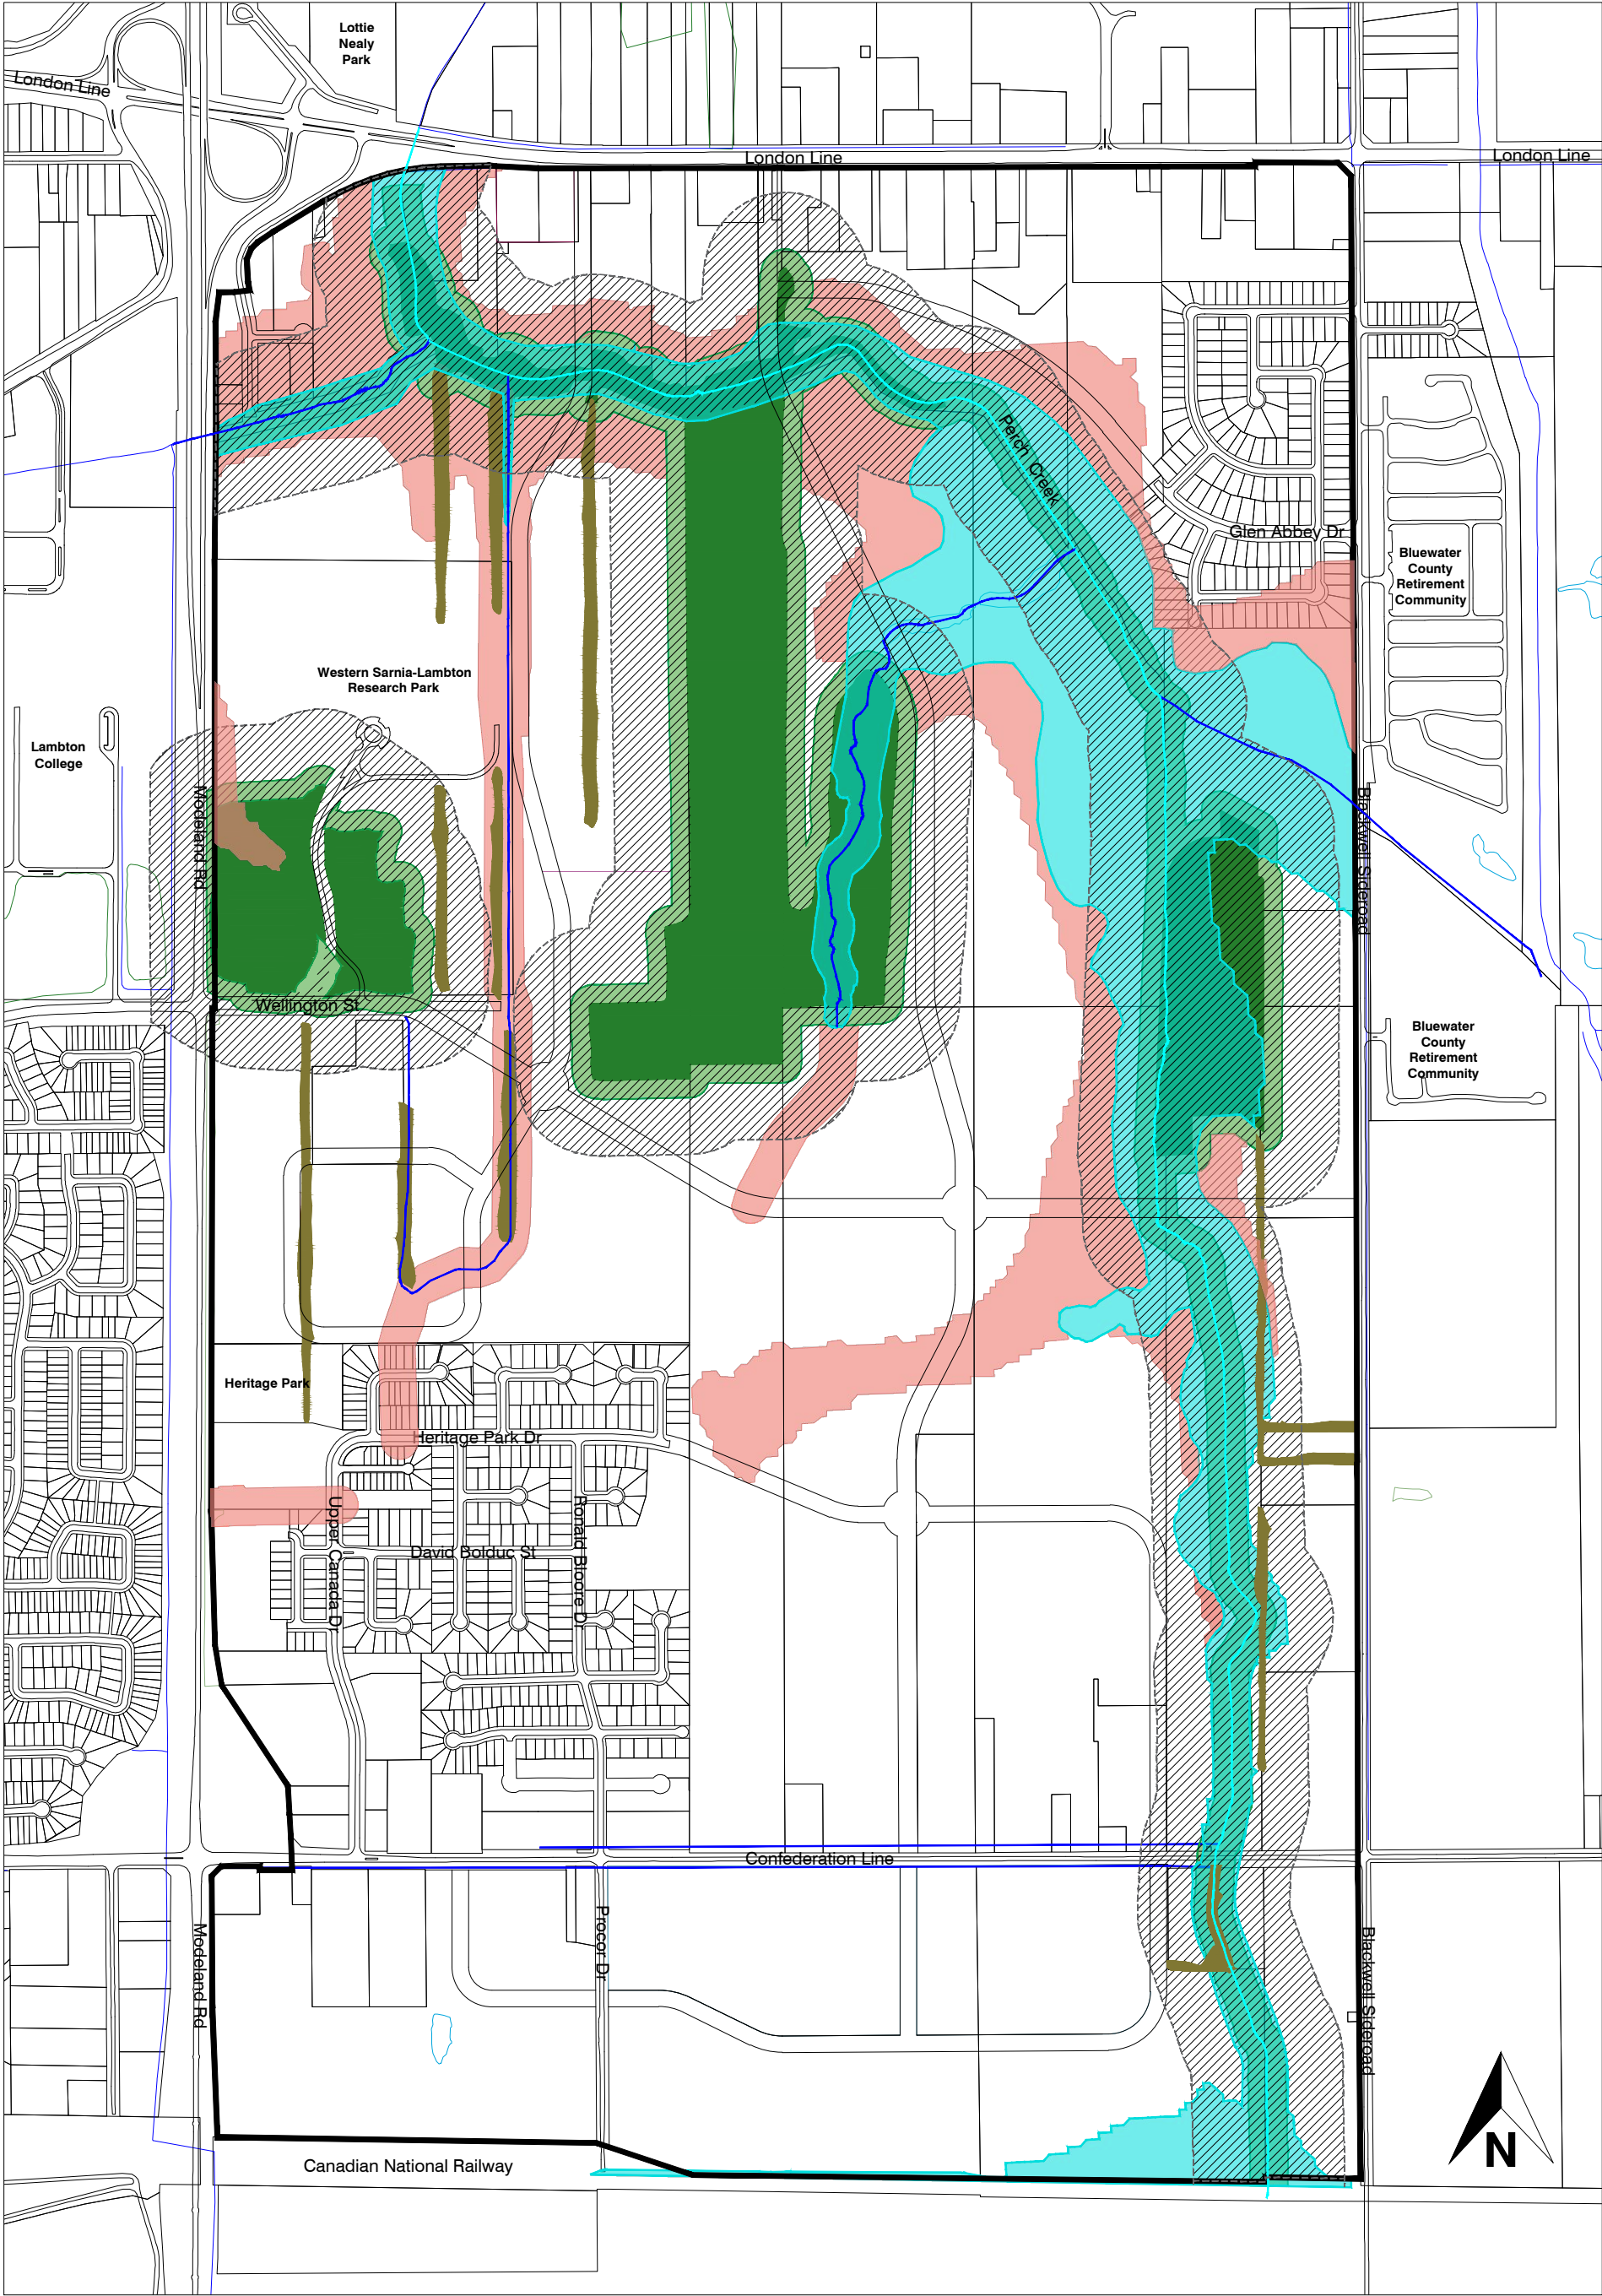 Lottie
Nealy
Park
London Line
London Line
London Line
Perch Creek
Glen Abbey Dr
Bluewater
County
Retirement
Community
Western Sarnia-Lambton
Research Park
Lambton
College
Modeland Rd
Blackwell Sideroad
Wellington St
Bluewater
County
Retirement
Community
Heritage Park
Heritage Park Dr
Upper Canada Dr
Ronald Bloore Dr
David Bolduc St
Confederation Line
Modeland Rd
Procor Dr
Blackwell Sideroad
N
Canadian National Railway